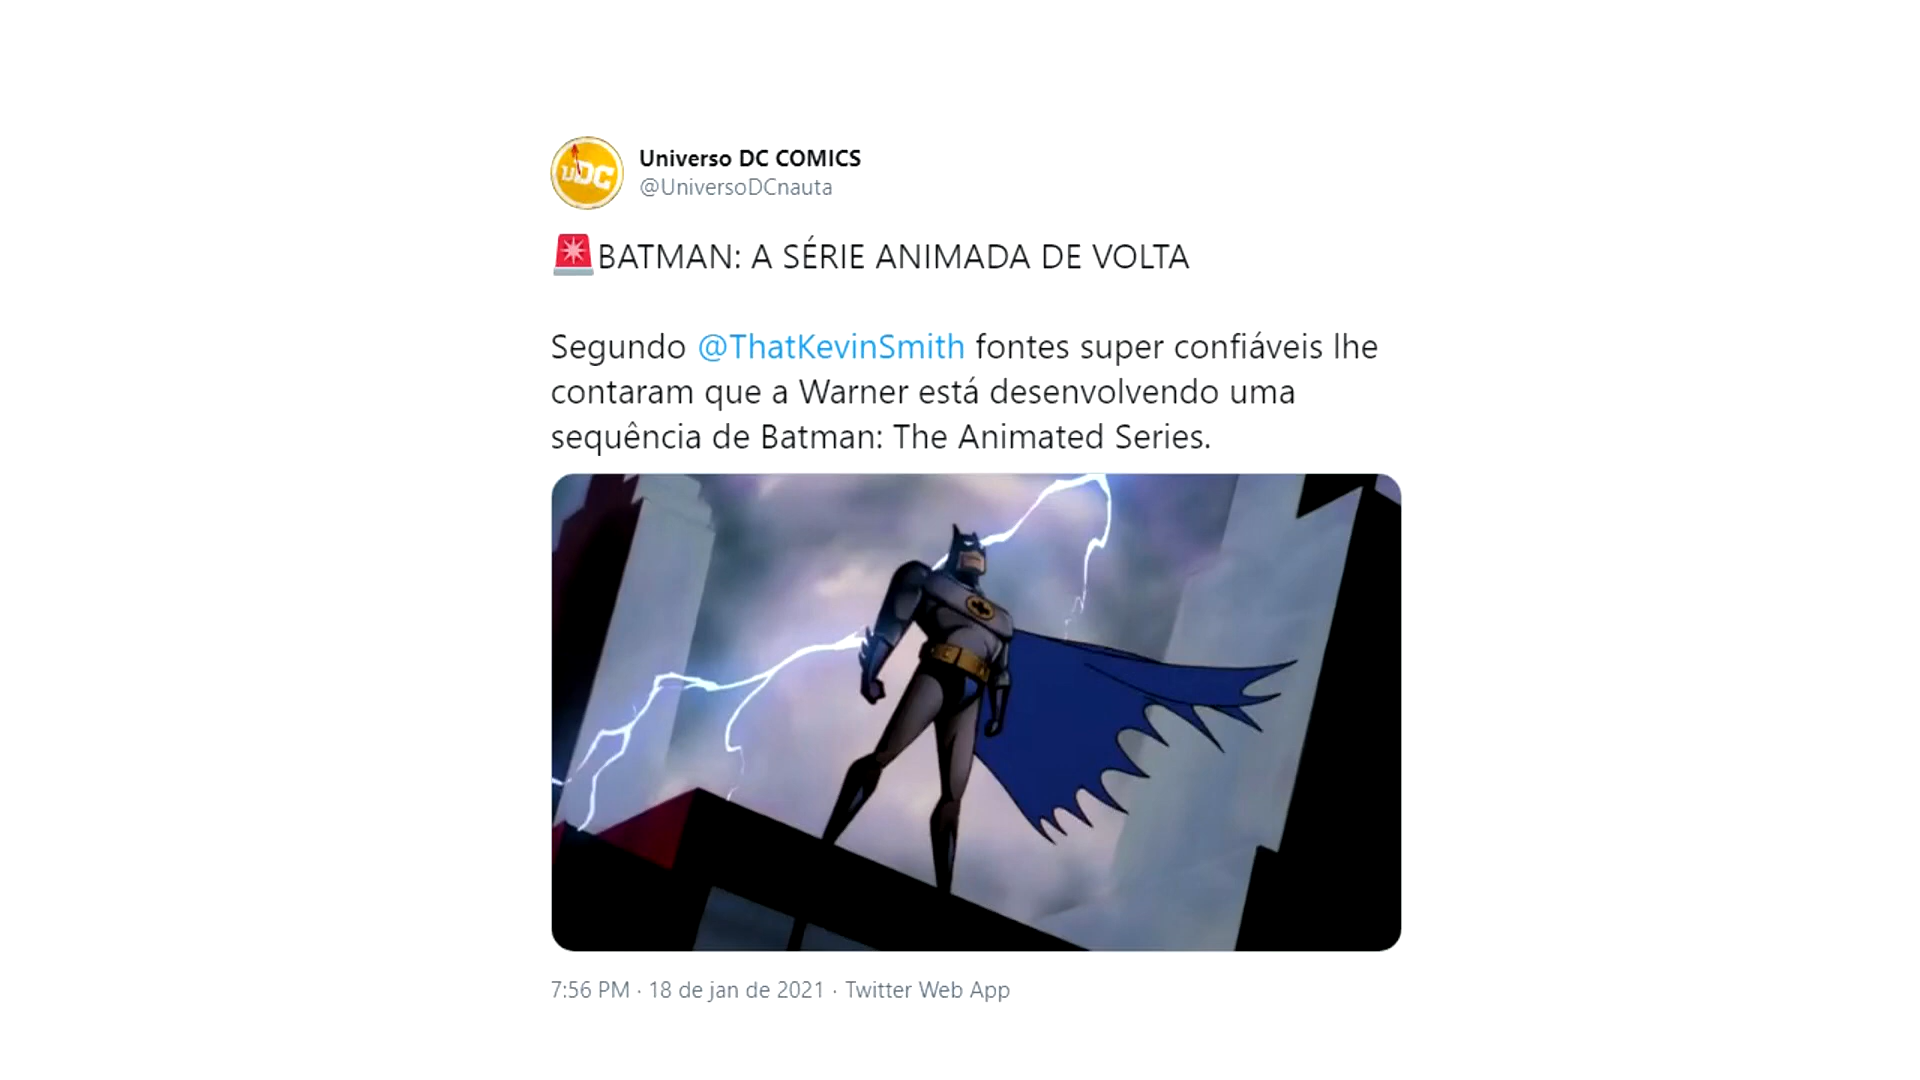 uDC
Universo DC COMICS
@UniversoDCnauta
🚨BATMAN: A SÉRIE ANIMADA DE VOLTA
Segundo @ThatKevinSmith fontes super confiáveis lhe
contaram que a Warner está desenvolvendo uma
sequência de Batman: The Animated Series.
7:56 PM · 18 de jan de 2021 · Twitter Web App